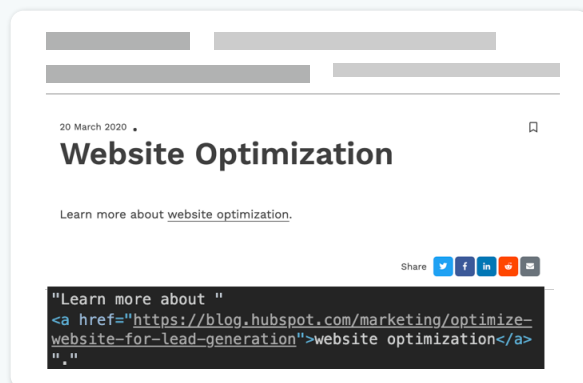 20 March 2020 •
Website Optimization
Learn more about website optimization.
Share
"Learn more about "
<a href="https://blog.hubspot.com/marketing/optimize-
website-for-lead-generation">website optimization</a>
"."